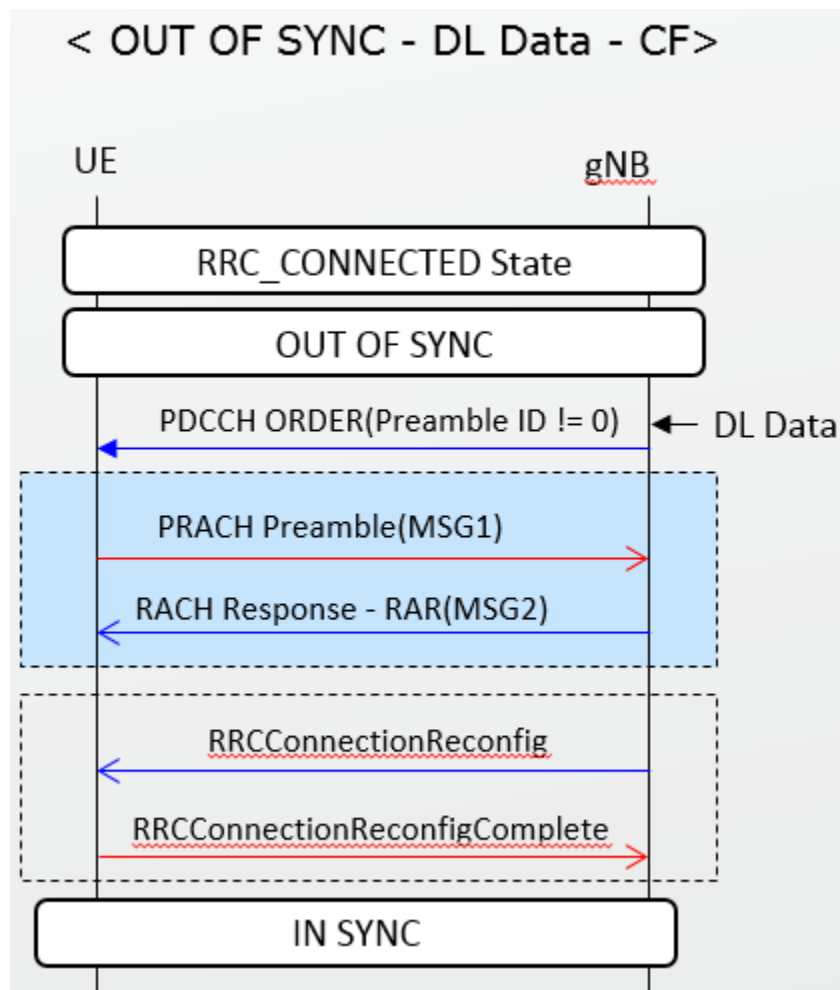 < OUT OF SYNC - DL Data - CF>
UE
gNB
RRC_CONNECTED State
OUT OF SYNC
PDCCH ORDER(Preamble ID != 0)
DL Data
PRACH Preamble(MSG1)
RACH Response - RAR(MSG2)
RRCConnectionReconfig
RRCConnectionReconfigComplete
IN SYNC